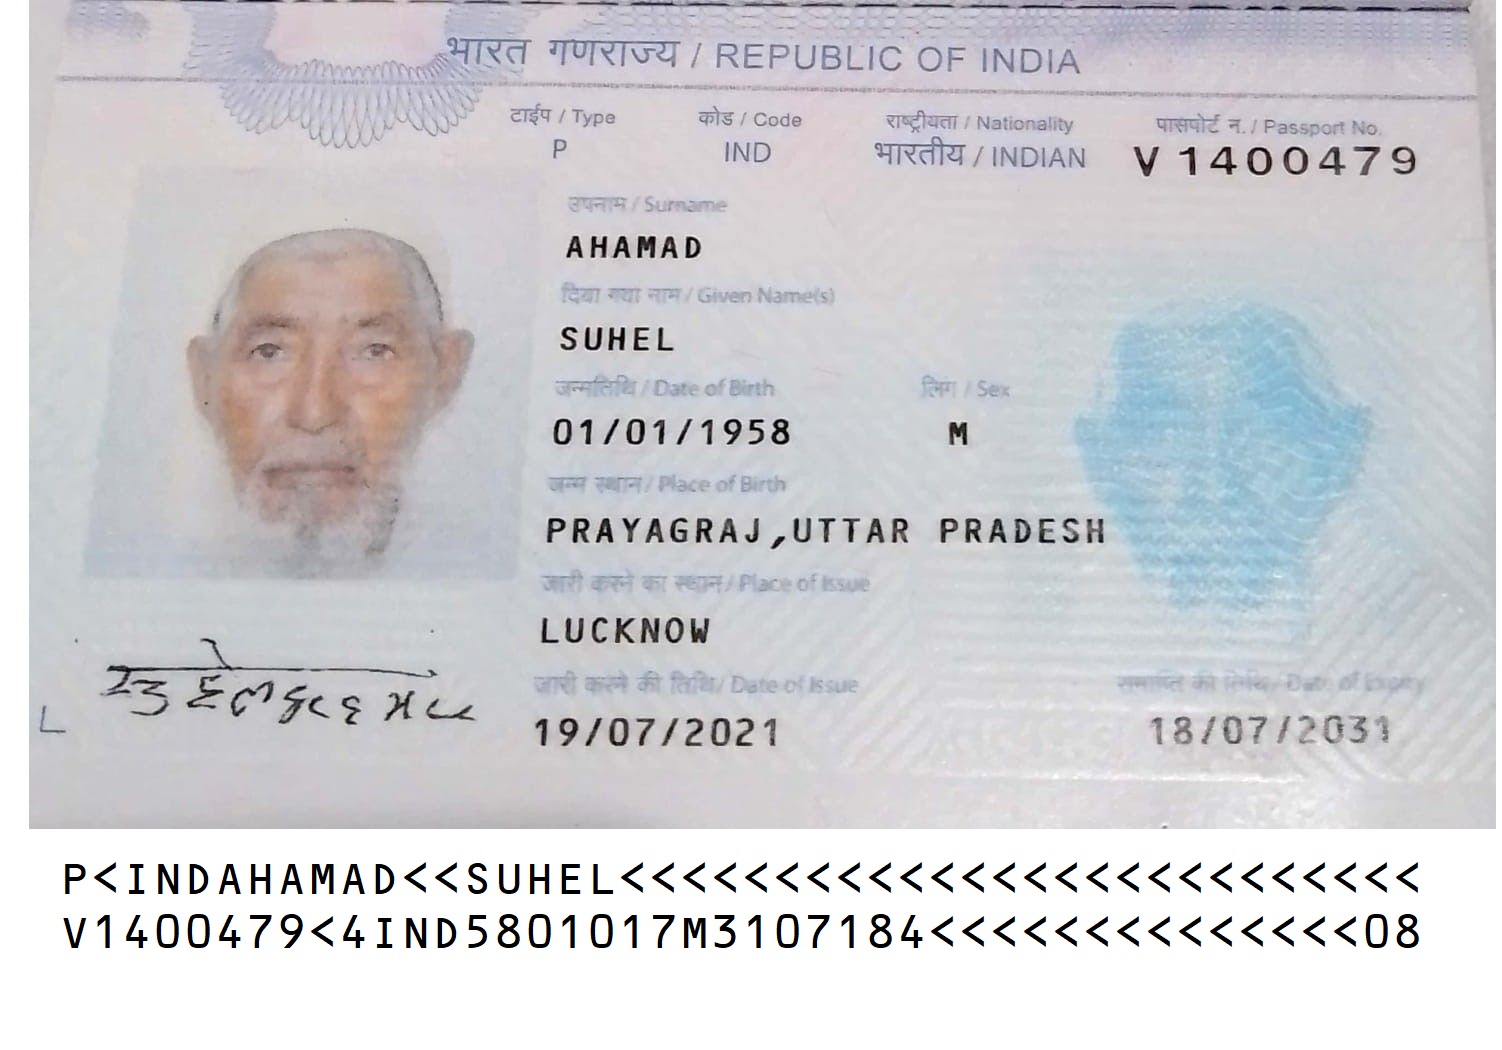 भारत गणराज्य / REPUBLIC OF INDIA
टाईप / Type कोड / Code राष्ट्रीयता / Nationality पासपोर्ट न. / Passport No.
P IND भारतीय / INDIAN V 1400479
उपनाम / Surname
AHAMAD
दिया गया नाम / Given Name(s)
SUHEL
जन्मतिथि / Date of Birth लिंग / Sex
01/01/1958 M
जन्म स्थान / Place of Birth
PRAYAGRAJ,UTTAR PRADESH
जारी करने का स्थान / Place of Issue
LUCKNOW
जारी करने की तिथि / Date of Issue समाप्ति की तिथि / Date of Expiry
19/07/2021 18/07/2031
P<INDAHAMAD<<SUHEL<<<<<<<<<<<<<<<<<<<<<<<<<<
V1400479<4IND5801017M3107184<<<<<<<<<<<<<<08